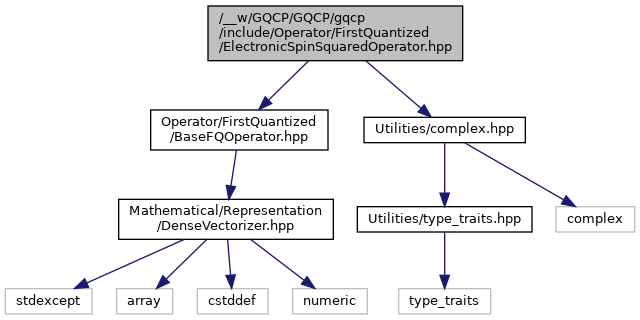 /__w/GQCP/GQCP/gqcp
/include/Operator/FirstQuantized
/ElectronicSpinSquaredOperator.hpp
Operator/FirstQuantized
/BaseFQOperator.hpp
Utilities/complex.hpp
Mathematical/Representation
/DenseVectorizer.hpp
Utilities/type_traits.hpp
complex
stdexcept
array
cstddef
numeric
type_traits